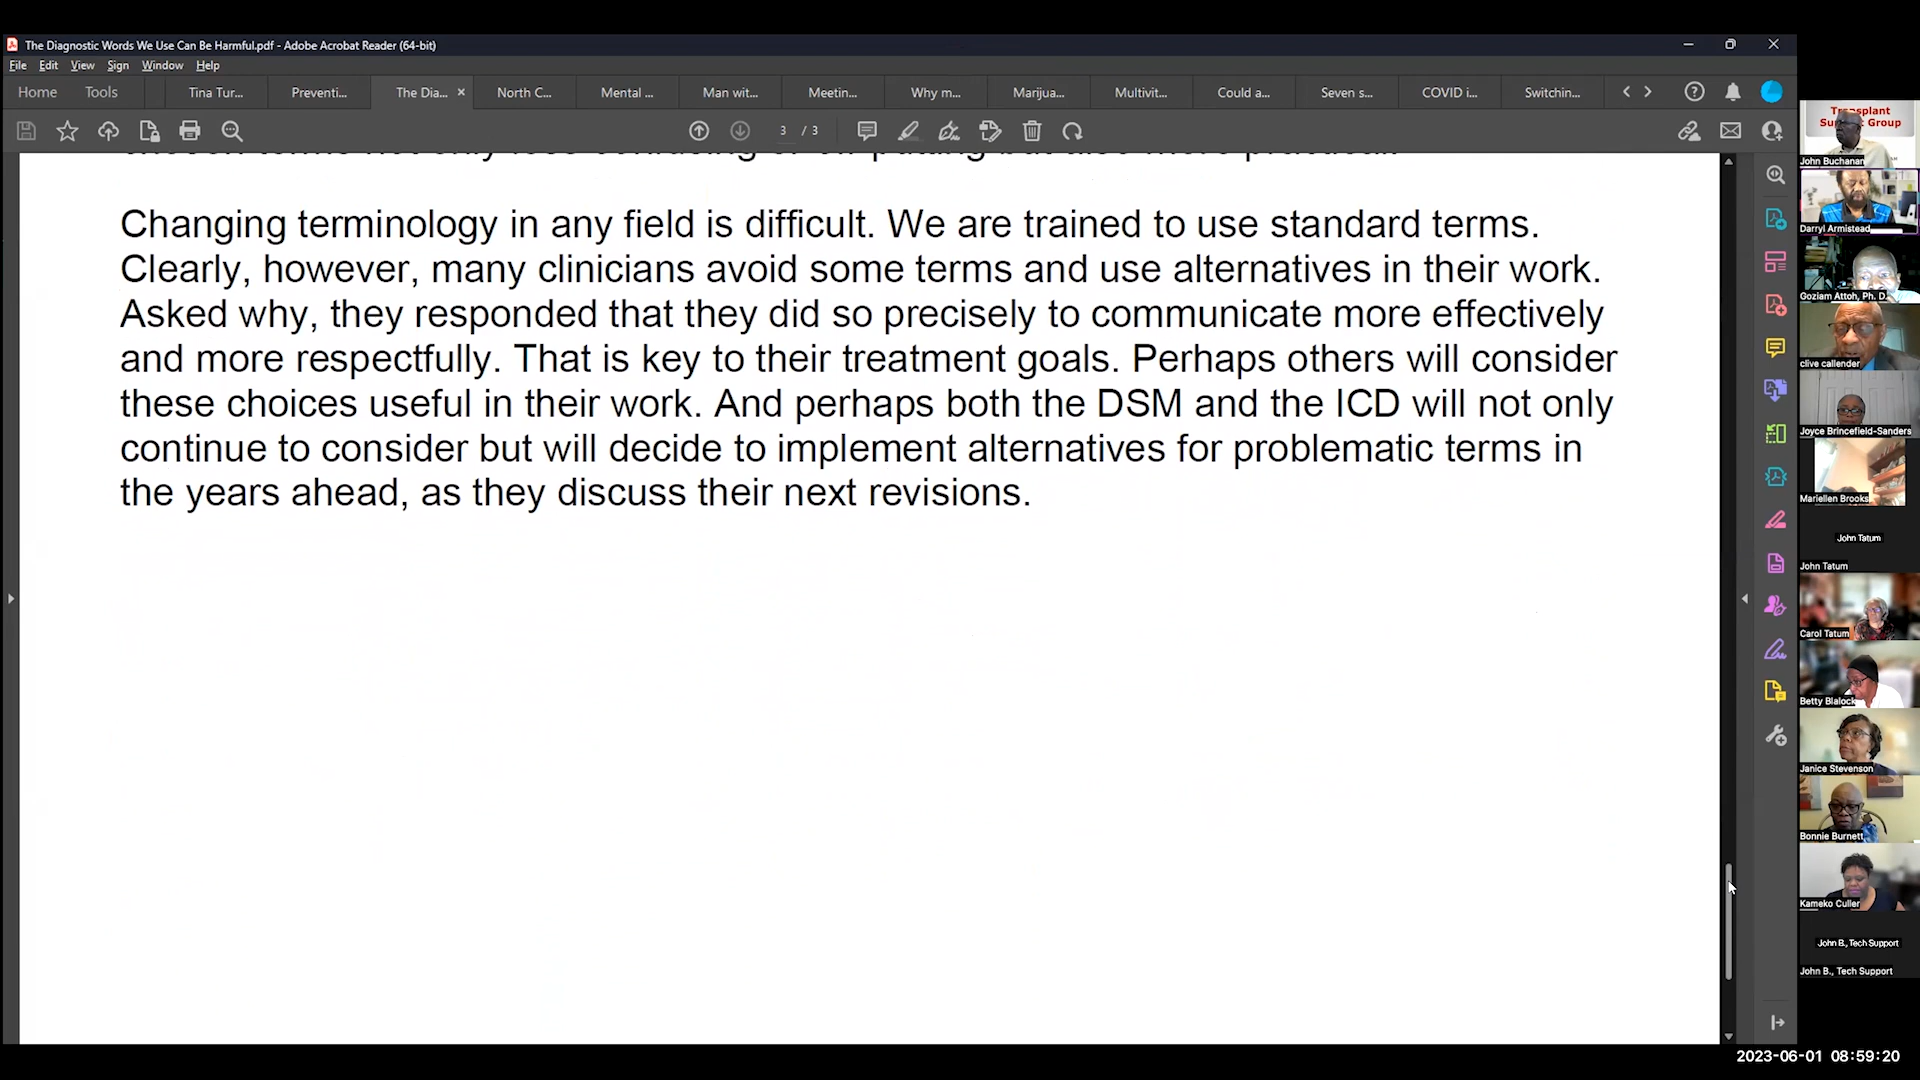 The Diagnostic Words We Use Can Be Harmful.pdf - Adobe Acrobat Reader (64-bit)
File Edit View Sign Window Help
Home Tools Tina Tur... Preventi... The Dia... × North C... Mental ... Man wit... Meetin... Why m... Marijua... Multivit... Could a... Seven s... COVID i... Switchin...
3 / 3
Changing terminology in any field is difficult. We are trained to use standard terms.
Clearly, however, many clinicians avoid some terms and use alternatives in their work.
Asked why, they responded that they did so precisely to communicate more effectively
and more respectfully. That is key to their treatment goals. Perhaps others will consider
these choices useful in their work. And perhaps both the DSM and the ICD will not only
continue to consider but will decide to implement alternatives for problematic terms in
the years ahead, as they discuss their next revisions.
John Buchanan
Darryl Armistead
Goziam Attoh, Ph. D.
clive callender
Joyce Brincefield-Sanders
Mariellen Brooks
John Tatum
John Tatum
Carol Tatum
Betty Blalock
Janice Stevenson
Bonnie Burnett
Kameko Culler
John B., Tech Support
John B., Tech Support
2023-06-01 08:59:20